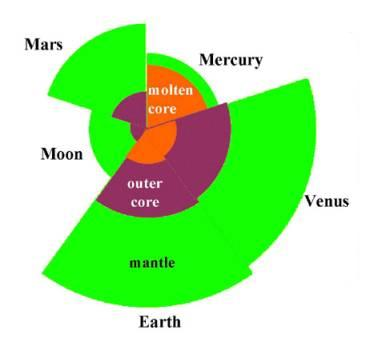 Mars
Mercury
molten
core
Moon
outer
core
Venus
mantle
Earth